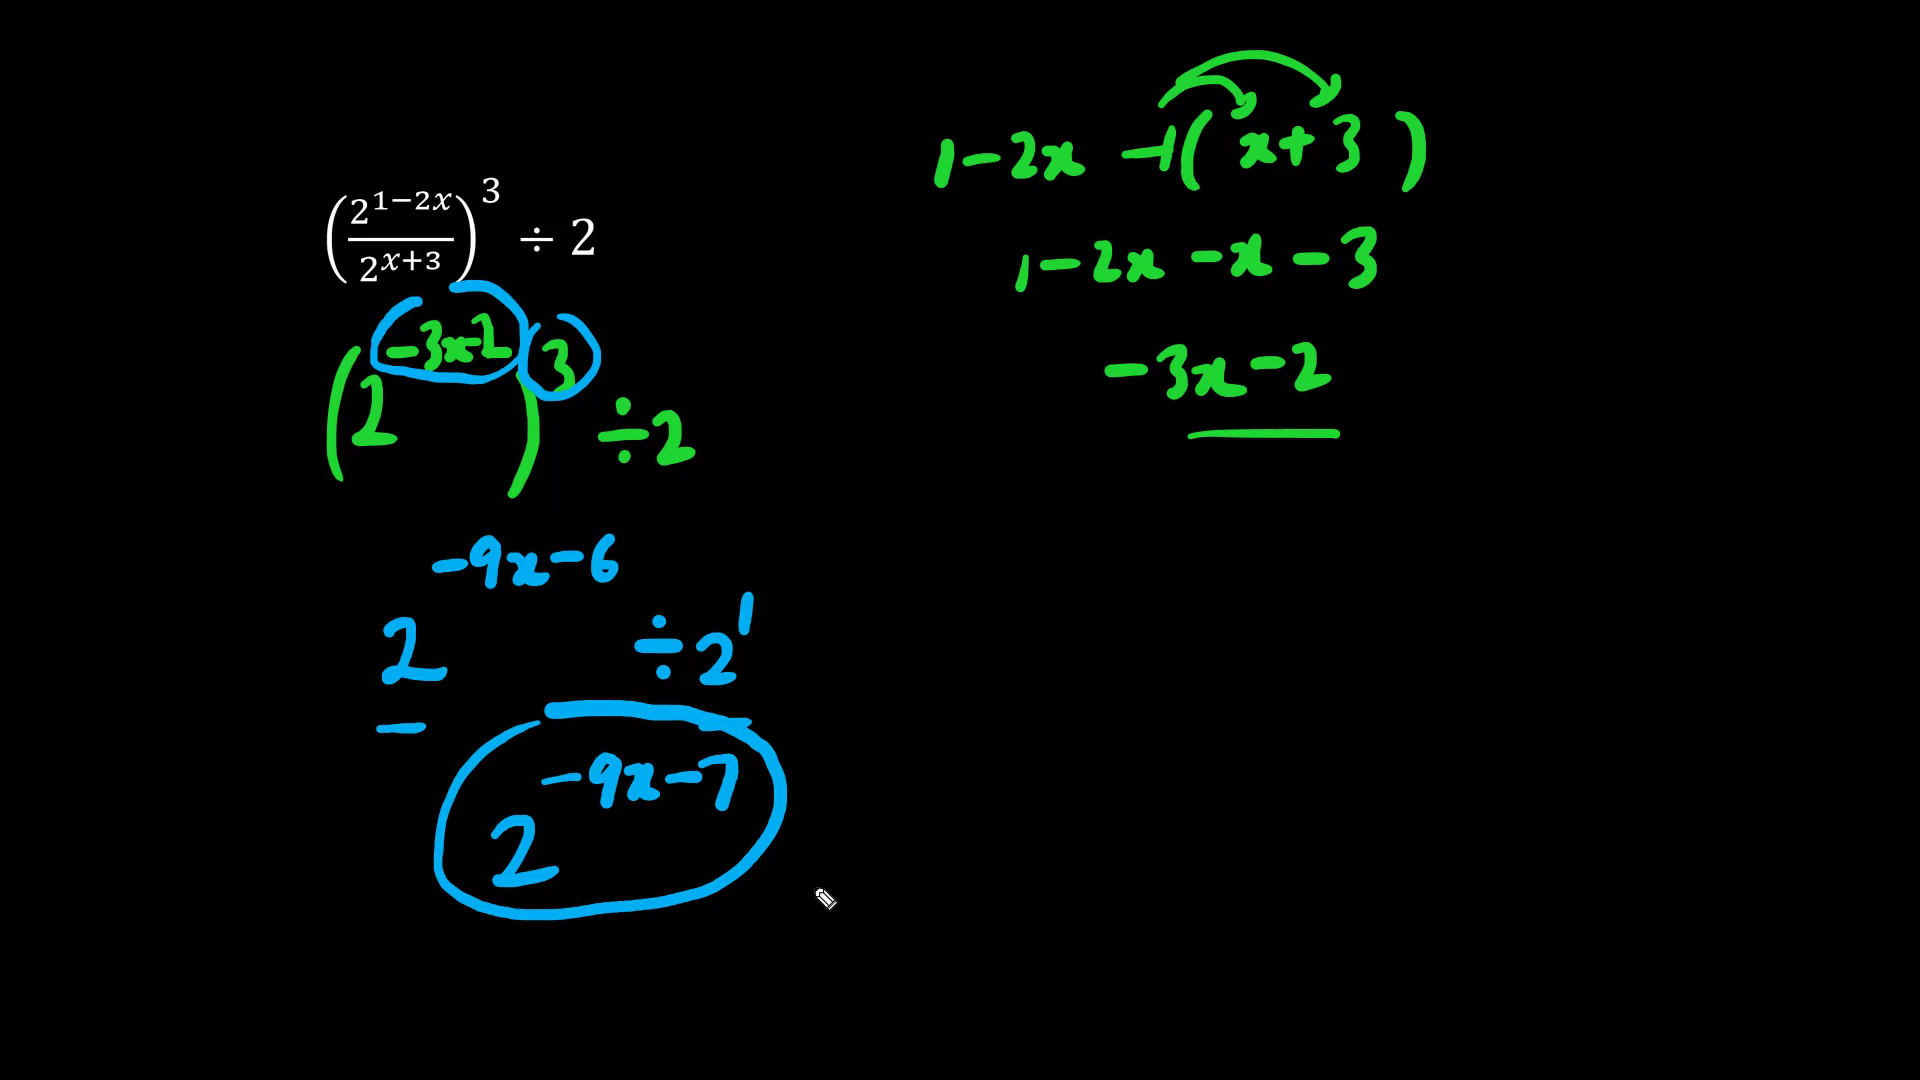 (2^{1−2x}/2^{x+3})^3 ÷ 2
(2^{-3x-2})^3 ÷2
2^{-9x-6} ÷2^1
= 2^{-9x-7}
1-2x -1(x+3)
1-2x-x-3
-3x-2